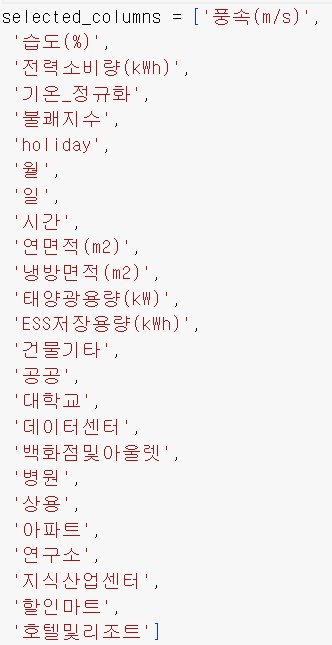 selected_columns = ['풍속(m/s)',
'습도(%)',
'전력소비량(kWh)',
'기온_정규화',
'불쾌지수',
'holiday',
'월',
'일',
'시간',
'연면적(m2)',
'냉방면적(m2)',
'태양광용량(kW)',
'ESS저장용량(kWh)',
'건물기타',
'공공',
'대학교',
'데이터센터',
'백화점및아울렛',
'병원',
'상용',
'아파트',
'연구소',
'지식산업센터',
'할인마트',
'호텔및리조트']